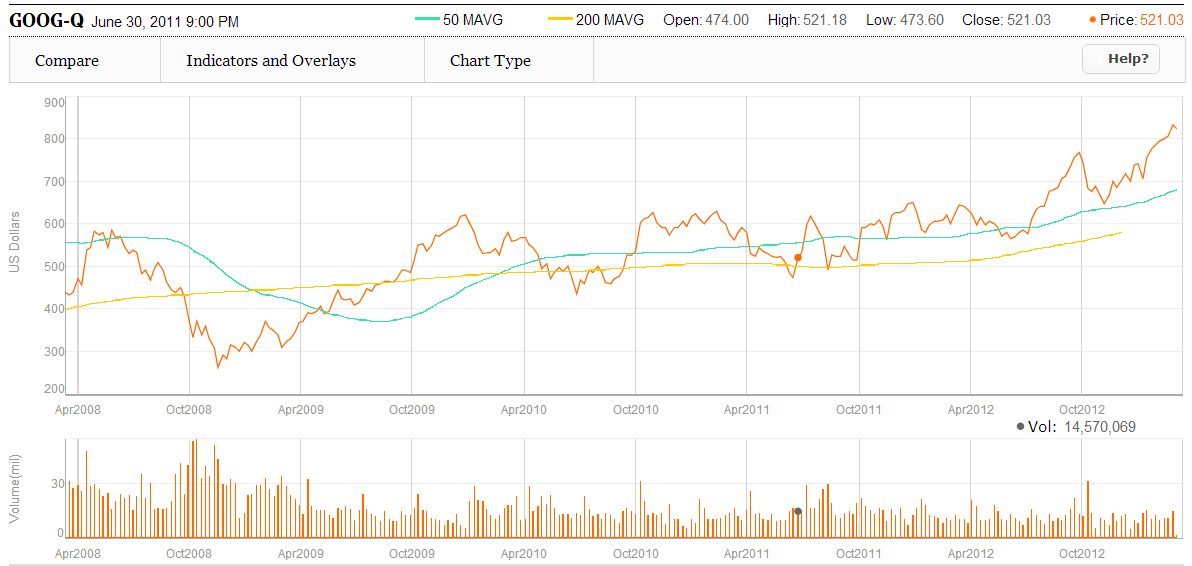 GOOG-Q June 30, 2011 9:00 PM 50 MAVG 200 MAVG Open: 474.00 High: 521.18 Low: 473.60 Close: 521.03 Price: 521.03
Compare Indicators and Overlays Chart Type Help?
900
800
700
600
500
400
300
200
US Dollars
Apr2008 Oct2008 Apr2009 Oct2009 Apr2010 Oct2010 Apr2011 Oct2011 Apr2012 Oct2012
Vol: 14,570,069
30
0
Volume(mil)
Apr2008 Oct2008 Apr2009 Oct2009 Apr2010 Oct2010 Apr2011 Oct2011 Apr2012 Oct2012